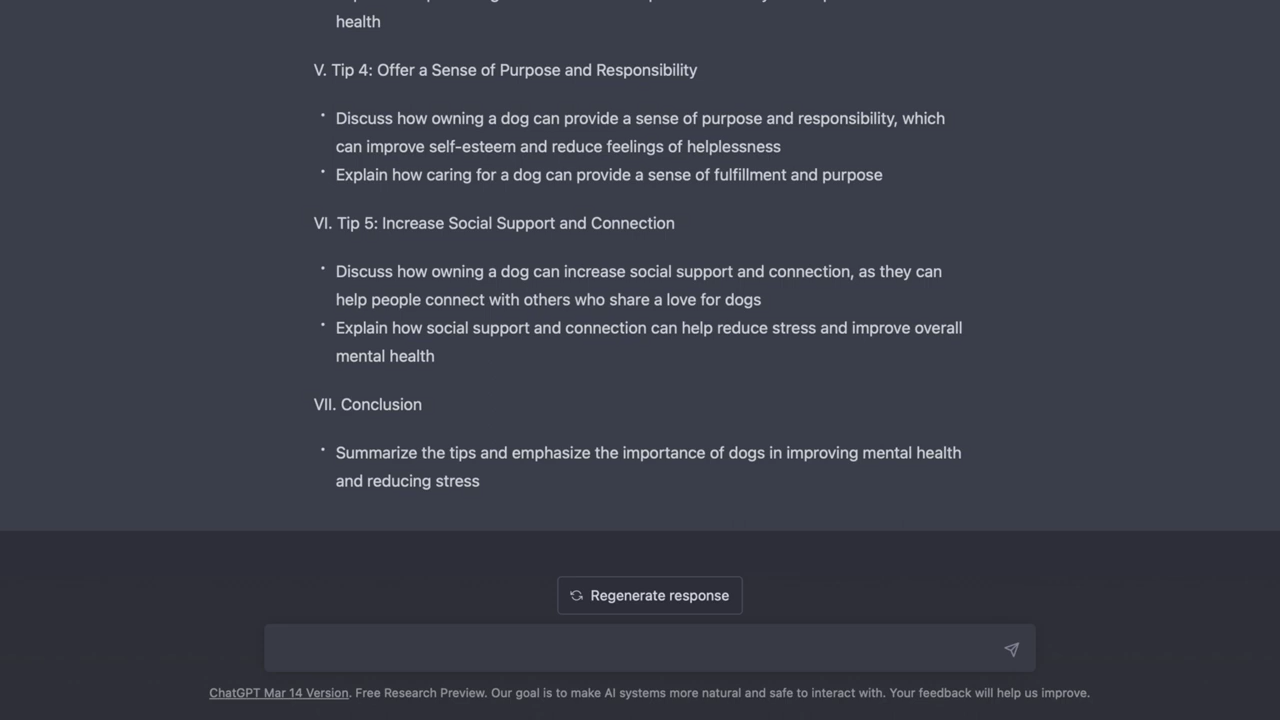 health
V. Tip 4: Offer a Sense of Purpose and Responsibility
• Discuss how owning a dog can provide a sense of purpose and responsibility, which
can improve self-esteem and reduce feelings of helplessness
• Explain how caring for a dog can provide a sense of fulfillment and purpose
VI. Tip 5: Increase Social Support and Connection
• Discuss how owning a dog can increase social support and connection, as they can
help people connect with others who share a love for dogs
• Explain how social support and connection can help reduce stress and improve overall
mental health
VII. Conclusion
• Summarize the tips and emphasize the importance of dogs in improving mental health
and reducing stress
Regenerate response
ChatGPT Mar 14 Version. Free Research Preview. Our goal is to make AI systems more natural and safe to interact with. Your feedback will help us improve.